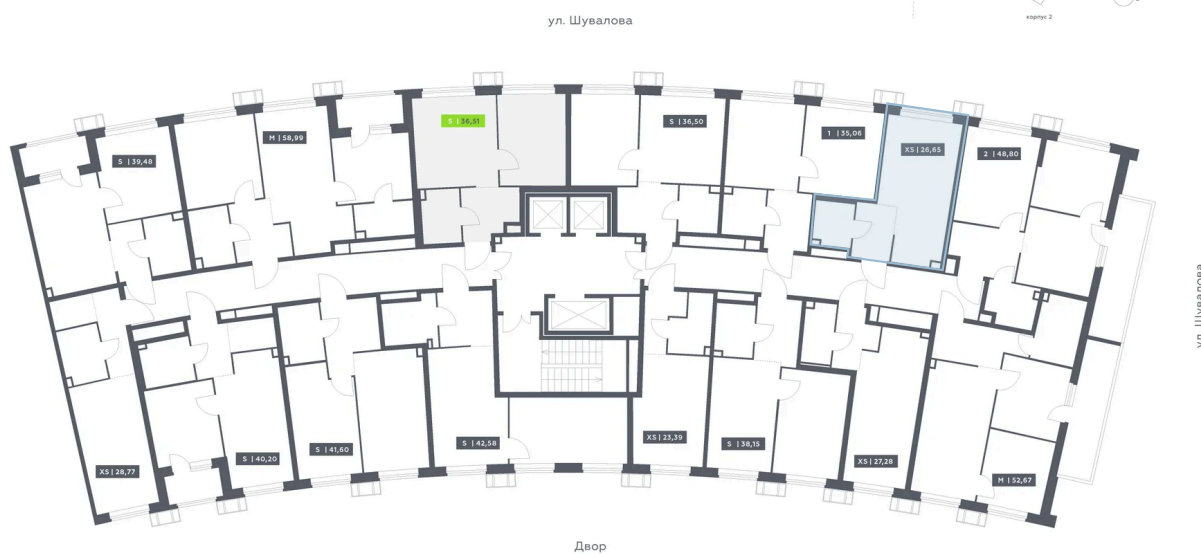 корпус 2
ул. Шувалова
S | 36,51
S | 36,50
M | 58,99
1 | 35,06
XS | 26,65
2 | 48,80
S | 39,48
ул. Шувалова
XS | 28,77
S | 40,20
S | 41,60
S | 42,58
XS | 23,39
S | 38,15
XS | 27,28
M | 52,67
Двор